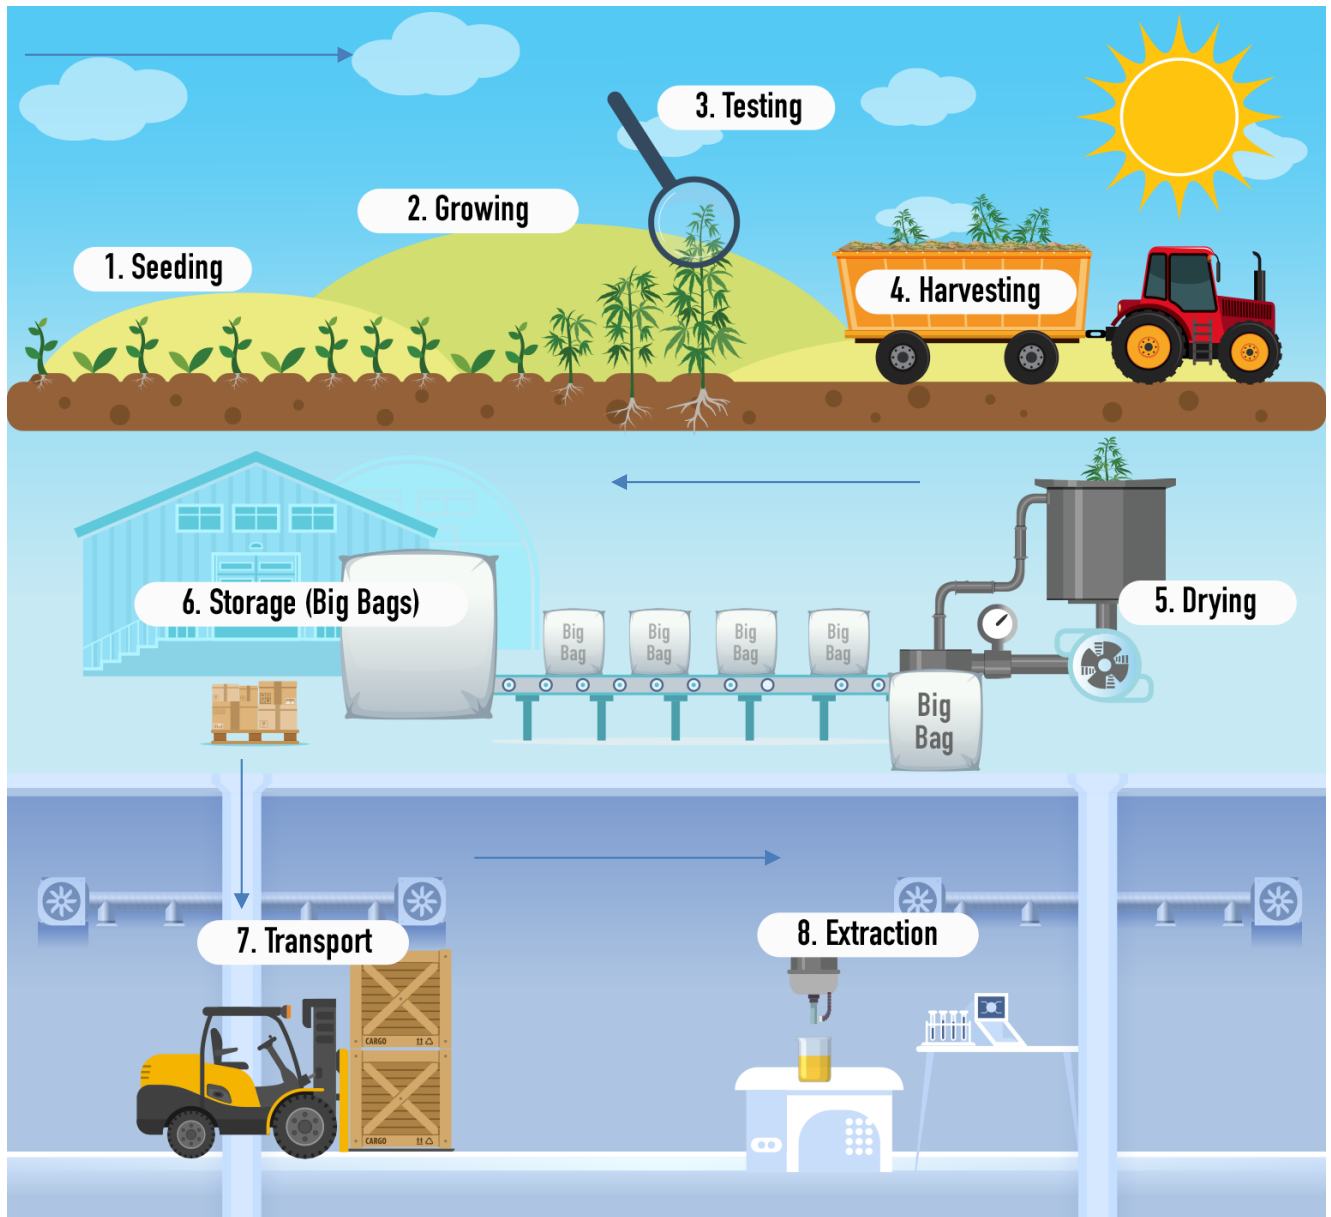 3. Testing
2. Growing
1. Seeding
4. Harvesting
6. Storage (Big Bags)
5. Drying
Big
Bag
Big
Bag
Big
Bag
Big
Bag
Big
Bag
7. Transport
8. Extraction
CARGO
CARGO